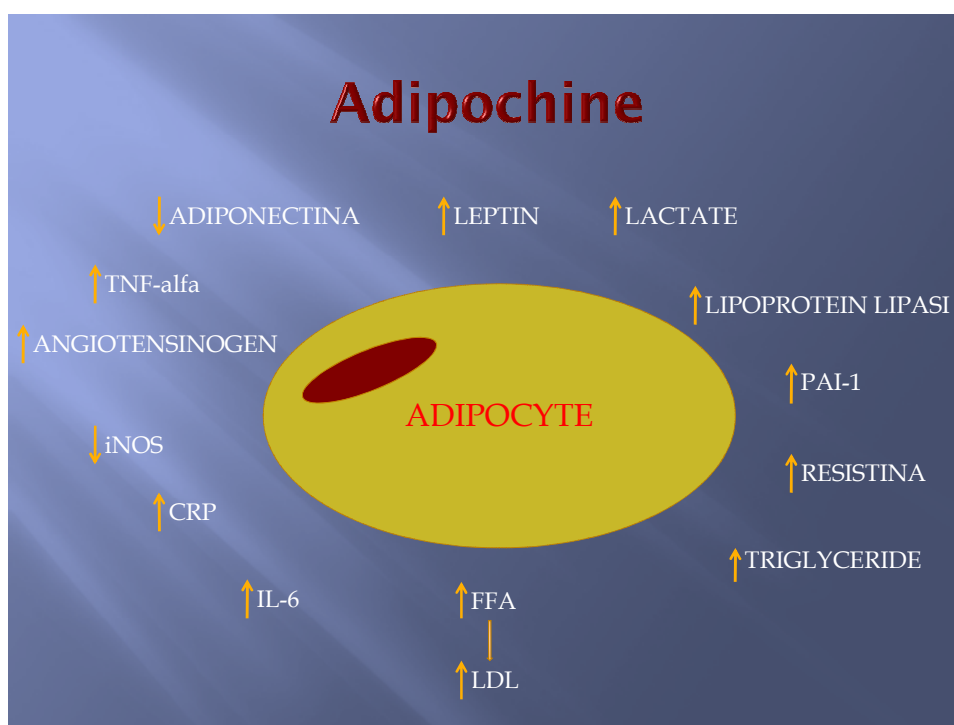 Adipochine
ADIPONECTINA
LEPTIN
LACTATE
TNF-alfa
LIPOPROTEIN LIPASI
ANGIOTENSINOGEN
PAI-1
ADIPOCYTE
iNOS
RESISTINA
CRP
TRIGLYCERIDE
IL-6
FFA
LDL